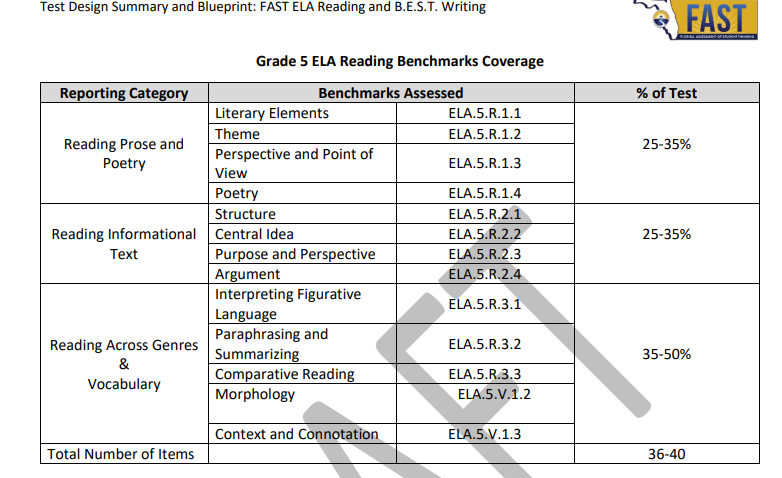 Test Design Summary and Blueprint: FAST ELA Reading and B.E.S.T. Writing
FAST
FLORIDA ASSESSMENT OF STUDENT THINKING
Grade 5 ELA Reading Benchmarks Coverage
Reporting Category Benchmarks Assessed % of Test
Reading Prose and
Poetry
Literary Elements ELA.5.R.1.1
Theme ELA.5.R.1.2
Perspective and Point of
View
ELA.5.R.1.3
Poetry ELA.5.R.1.4
25-35%
Reading Informational
Text
Structure ELA.5.R.2.1
Central Idea ELA.5.R.2.2
Purpose and Perspective ELA.5.R.2.3
Argument ELA.5.R.2.4
25-35%
Reading Across Genres
&
Vocabulary
Interpreting Figurative
Language
ELA.5.R.3.1
Paraphrasing and
Summarizing
ELA.5.R.3.2
Comparative Reading ELA.5.R.3.3
Morphology ELA.5.V.1.2
Context and Connotation ELA.5.V.1.3
35-50%
Total Number of Items 36-40